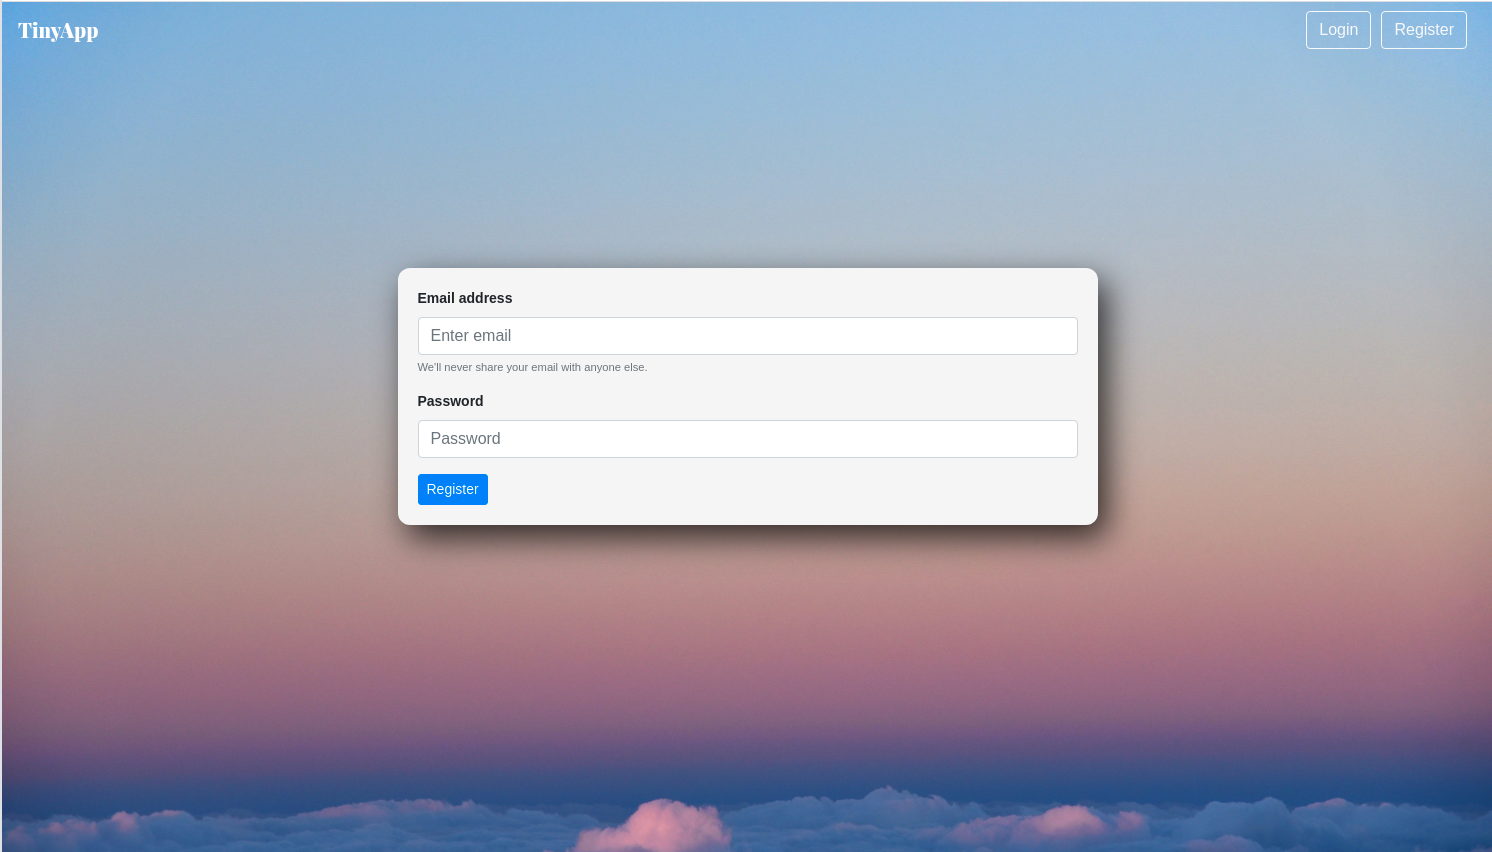 TinyApp
Login
Register
Email address
Enter email
We'll never share your email with anyone else.
Password
Password
Register